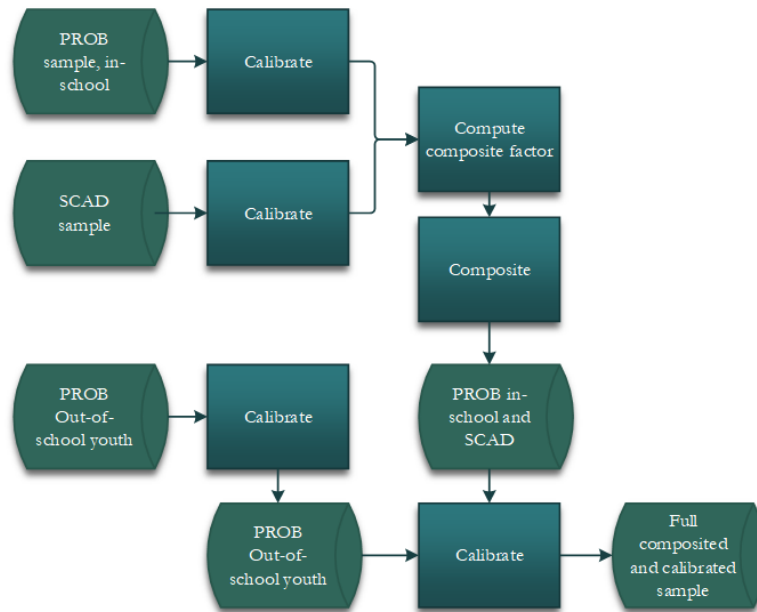 PROB
sample, in-
school
Calibrate
Compute
composite factor
SCAD
sample
Calibrate
Composite
PROB
Out-of-
school youth
Calibrate
PROB in-
school and
SCAD
PROB
Out-of-
school youth
Calibrate
Full
composited
and calibrated
sample